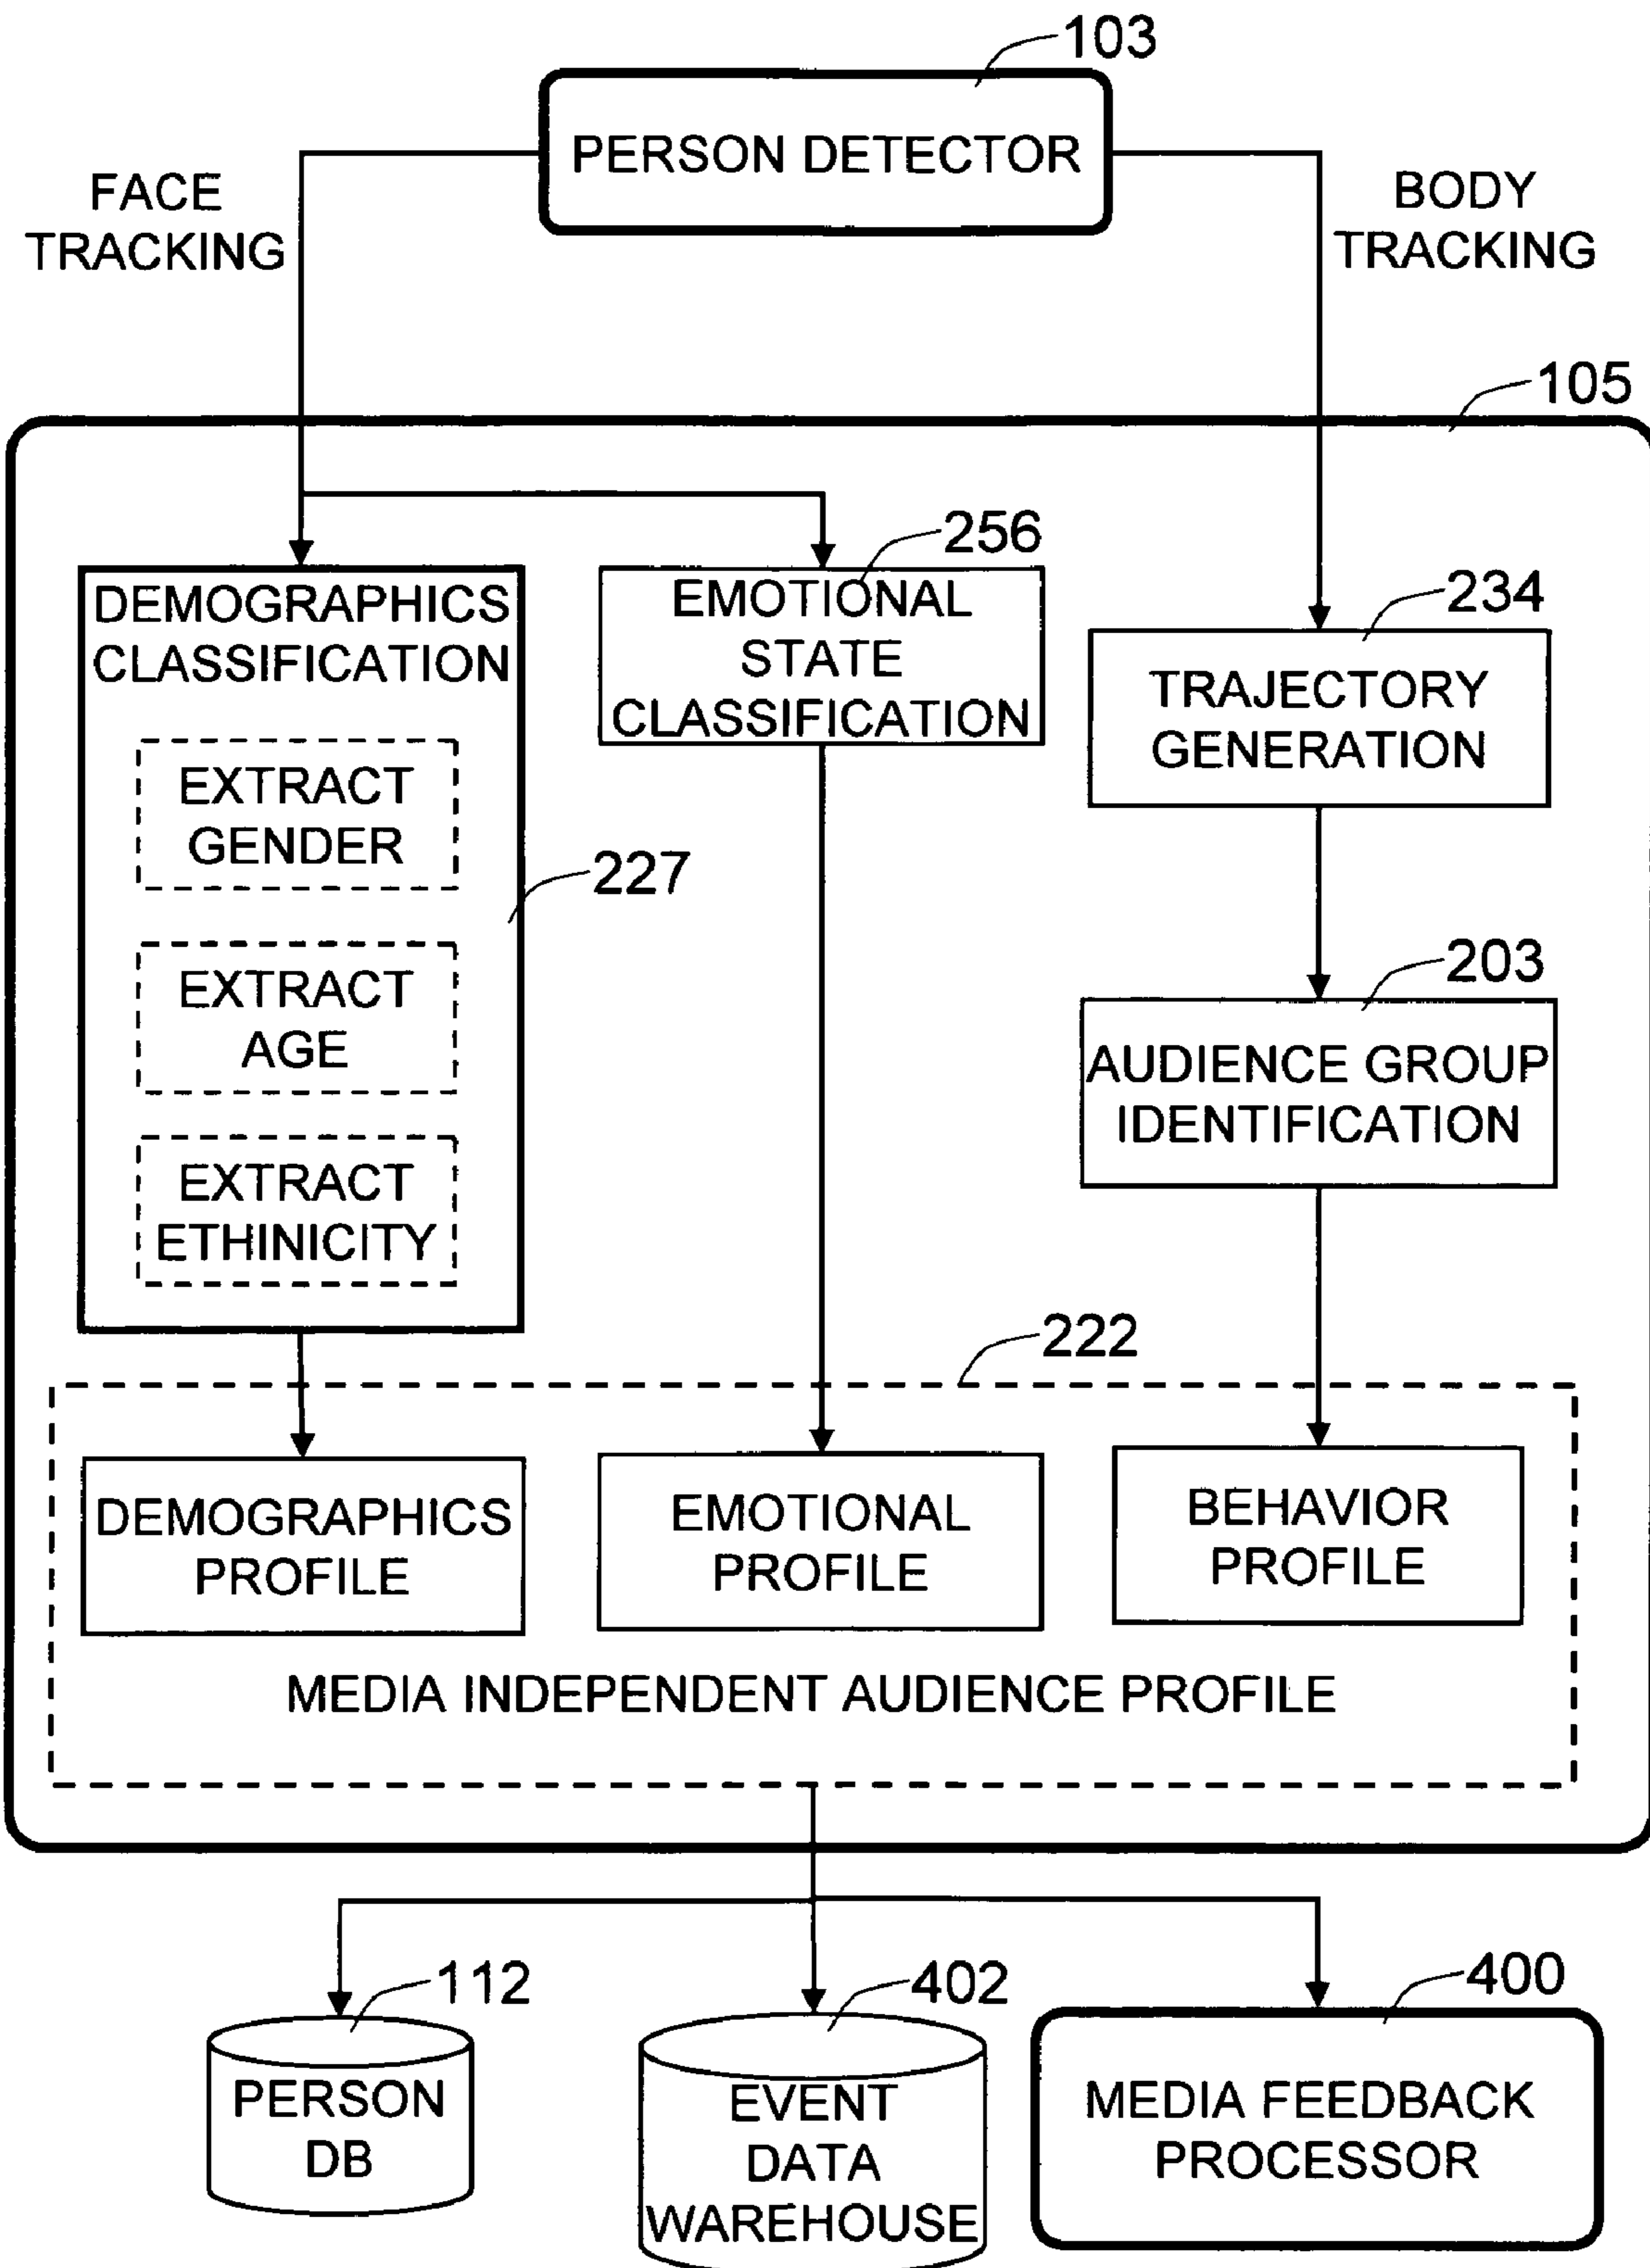 103
PERSON DETECTOR
FACE
TRACKING
BODY
TRACKING
105
DEMOGRAPHICS
CLASSIFICATION
EXTRACT
GENDER
EXTRACT
AGE
EXTRACT
ETHINICITY
227
256
EMOTIONAL
STATE
CLASSIFICATION
234
TRAJECTORY
GENERATION
203
AUDIENCE GROUP
IDENTIFICATION
222
DEMOGRAPHICS
PROFILE
EMOTIONAL
PROFILE
BEHAVIOR
PROFILE
MEDIA INDEPENDENT AUDIENCE PROFILE
112
PERSON
DB
402
EVENT
DATA
WAREHOUSE
400
MEDIA FEEDBACK
PROCESSOR